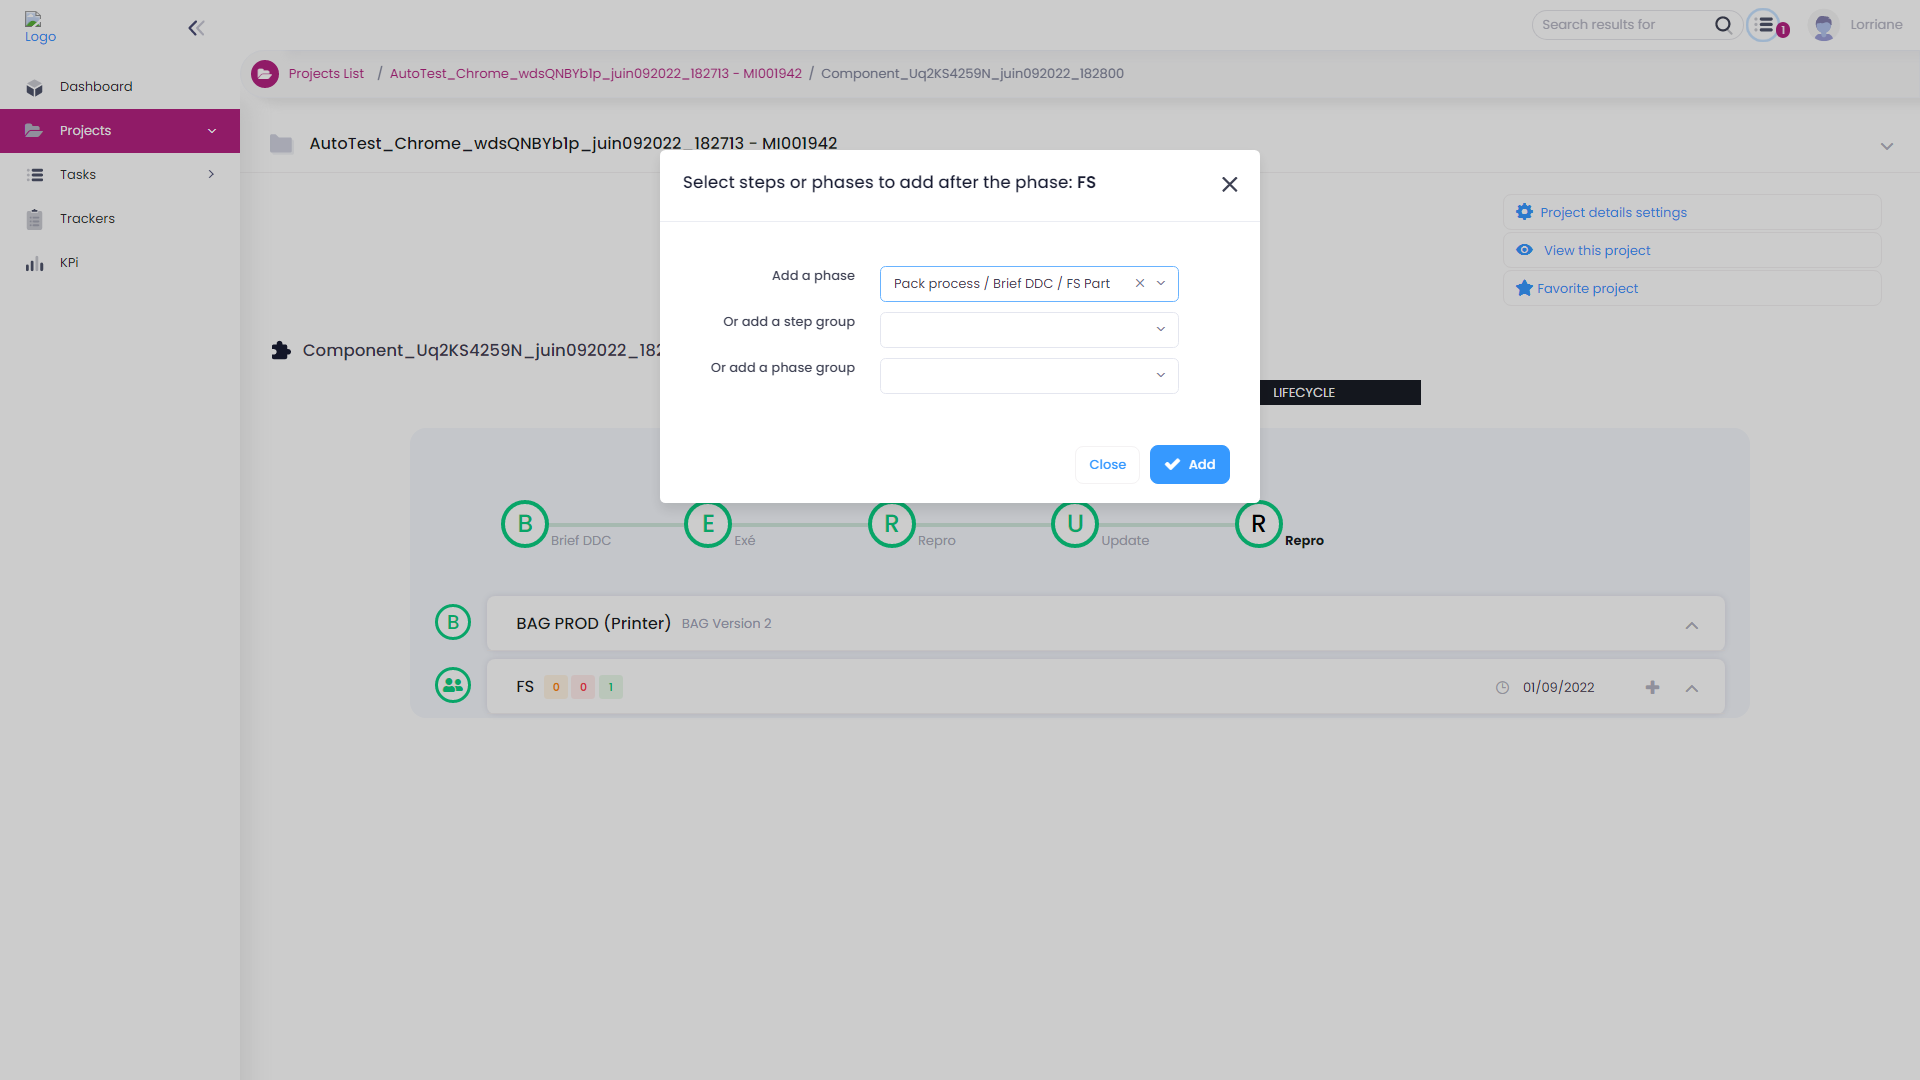 Logo
Search results for
1
Lorriane
Projects List / AutoTest_Chrome_wdsQNBYb1p_juin092022_182713 - MI001942 / Component_Uq2KS4259N_juin092022_182800
Dashboard
Projects
Tasks
Trackers
KPi
AutoTest_Chrome_wdsQNBYb1p_juin092022_182713 - MI001942
Select steps or phases to add after the phase: FS
Project details settings
View this project
Favorite project
Add a phase
Pack process / Brief DDC / FS Part
Or add a step group
Or add a phase group
Component_Uq2KS4259N_juin092022_182
LIFECYCLE
Close
Add
B
Brief DDC
E
Exé
R
Repro
U
Update
R
Repro
B
BAG PROD (Printer) BAG Version 2
FS 0 0 1
01/09/2022